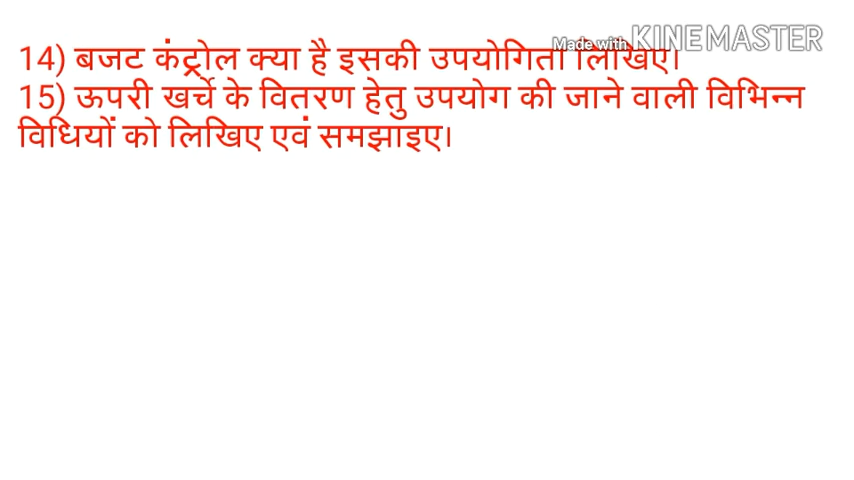 14) बजट कंट्रोल क्या है इसकी उपयोगिता लिखिए।
Made with KINEMASTER
15) ऊपरी खर्चे के वितरण हेतु उपयोग की जाने वाली विभिन्न
विधियों को लिखिए एवं समझाइए।